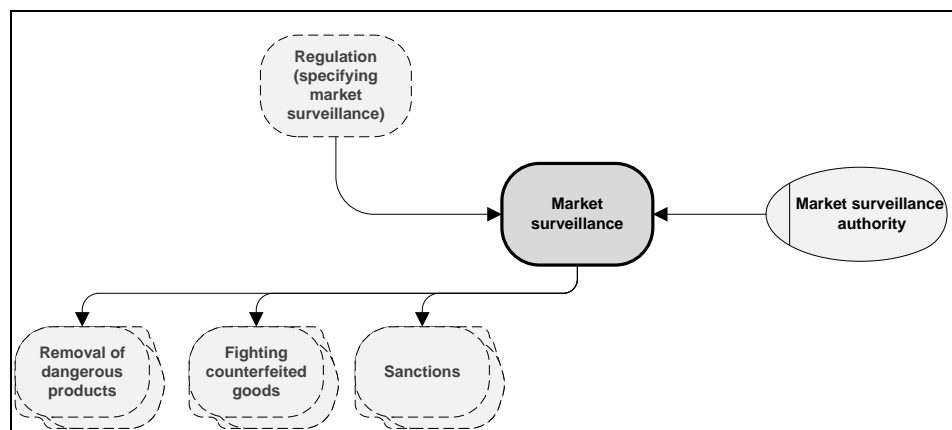 Regulation
(specifying
market
surveillance)
Market
surveillance
Market surveillance
authority
Removal of
dangerous
products
Fighting
counterfeited
goods
Sanctions